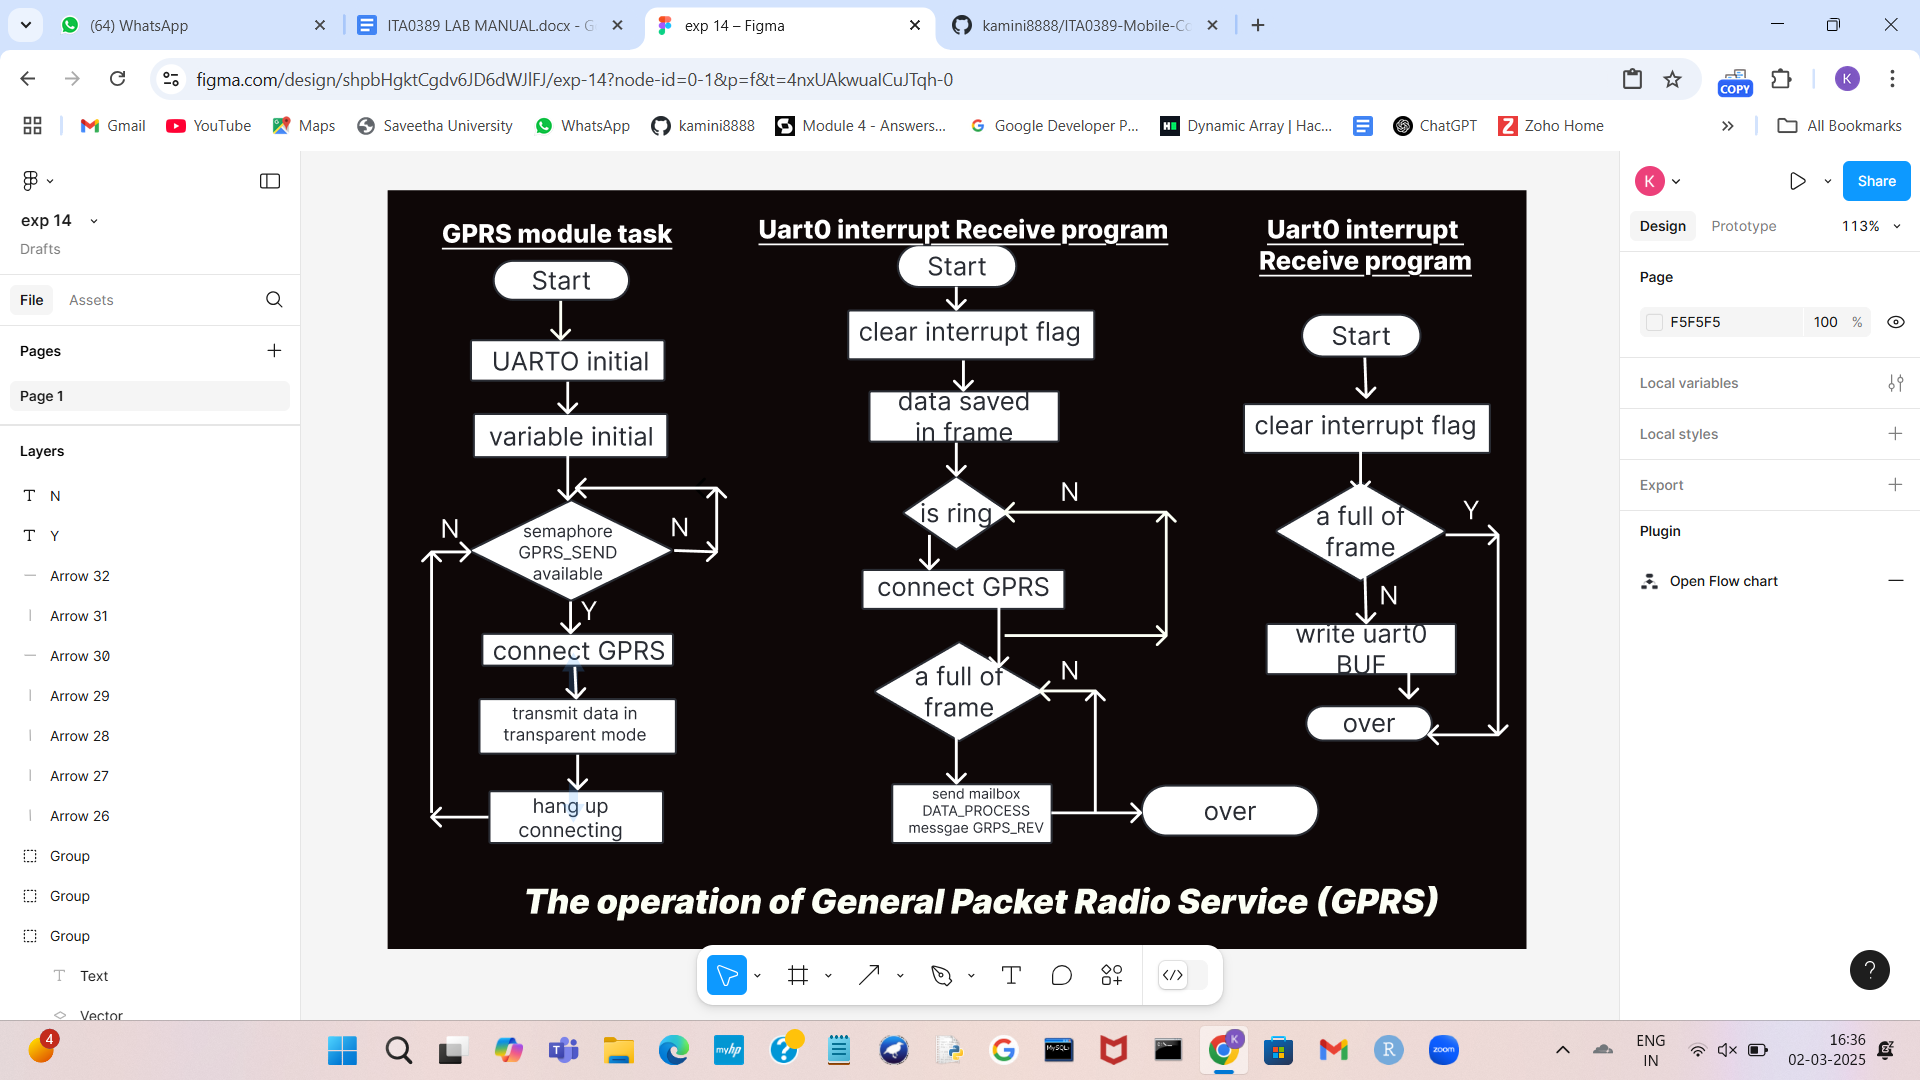 (64) WhatsApp
ITA0389 LAB MANUAL.docx - G
exp 14 – Figma
kamini8888/ITA0389-Mobile-Co
figma.com/design/shpbHgktCgdv6JD6dWJlFJ/exp-14?node-id=0-1&p=f&t=4nxUAkwuaICuJTqh-0
COPY
K
Gmail
YouTube
Maps
Saveetha University
WhatsApp
kamini8888
Module 4 - Answers...
Google Developer P...
Dynamic Array | Hac...
ChatGPT
Zoho Home
All Bookmarks
exp 14
Drafts
File
Assets
Pages
Page 1
Layers
N
Y
Arrow 32
Arrow 31
Arrow 30
Arrow 29
Arrow 28
Arrow 27
Arrow 26
Group
Group
Group
Text
Vector
GPRS module task
Start
UARTO initial
variable initial
N
semaphore
GPRS_SEND
available
N
Y
connect GPRS
transmit data in
transparent mode
hang up
connecting
Uart0 interrupt Receive program
Start
clear interrupt flag
data saved
in frame
is ring
N
connect GPRS
a full of
frame
N
send mailbox
DATA_PROCESS
messgae GRPS_REV
over
Uart0 interrupt
Receive program
Start
clear interrupt flag
a full of
frame
Y
N
write uart0
BUF
over
The operation of General Packet Radio Service (GPRS)
K
Share
Design
Prototype
113%
Page
F5F5F5
100
%
Local variables
Local styles
Export
Plugin
Open Flow chart
?
4
myhp
MySQL
K
R
zoom
ENG
IN
16:36
02-03-2025